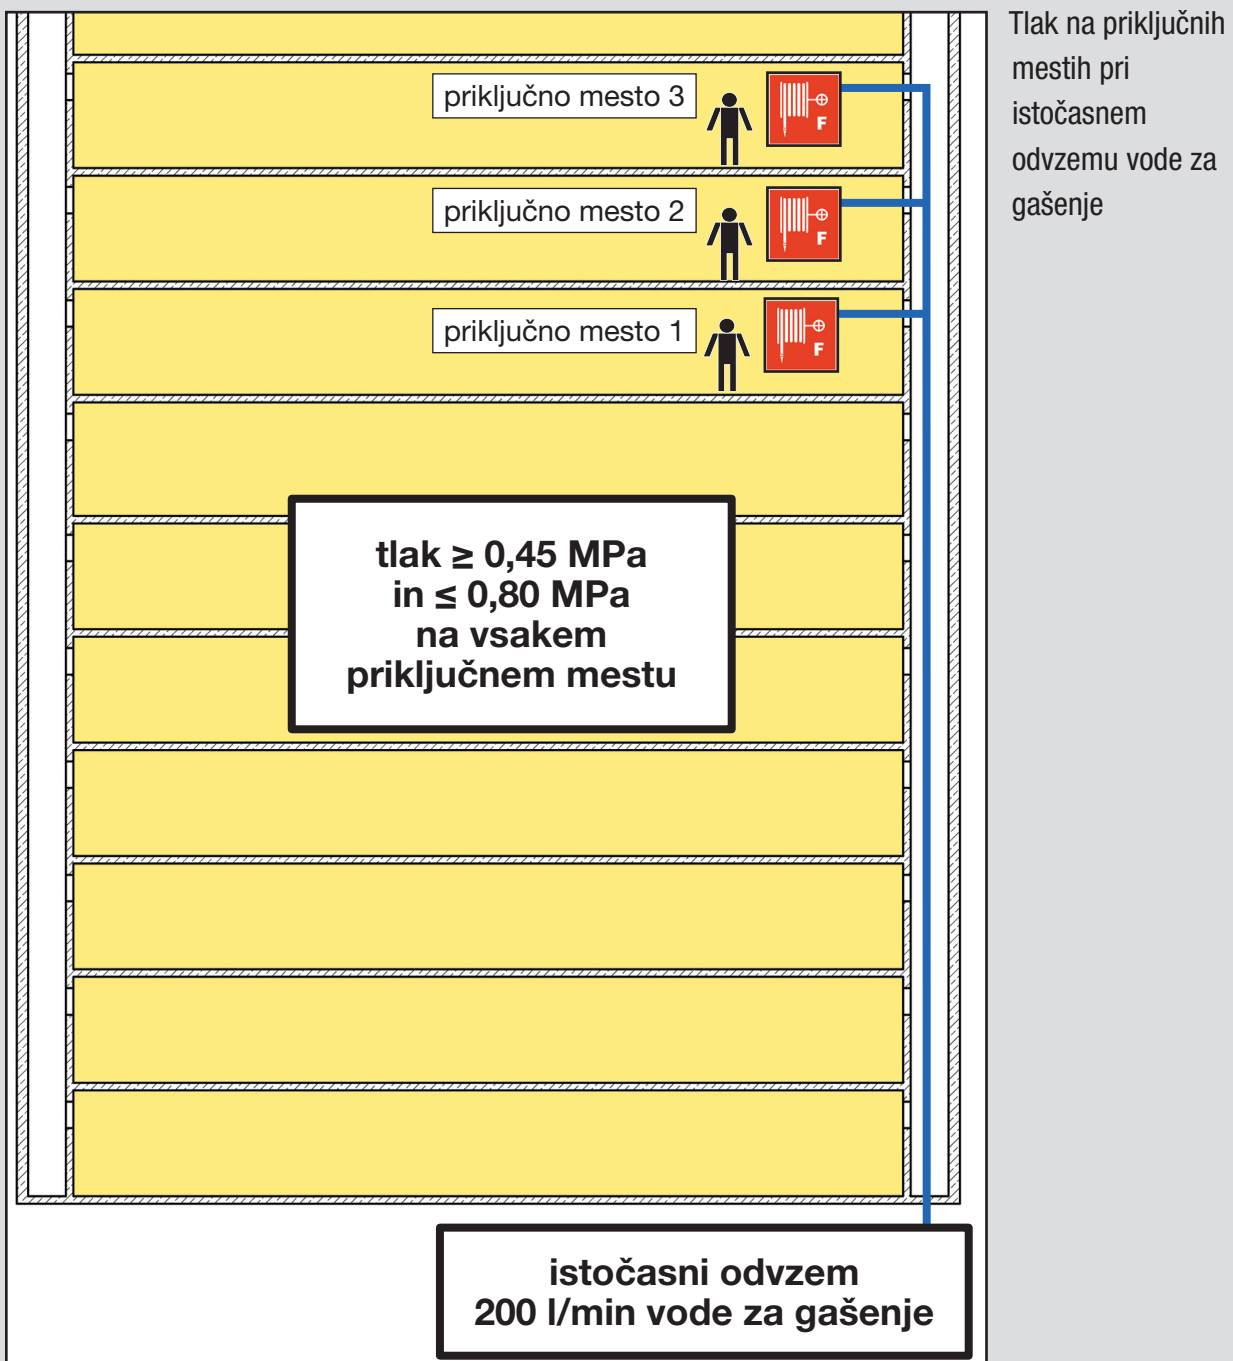 Tlak na priključnih
mestih pri
istočasnem
odvzemu vode za
gašenje
priključno mesto 3
F
priključno mesto 2
F
priključno mesto 1
F
tlak ≥ 0,45 MPa
in ≤ 0,80 MPa
na vsakem
priključnem mestu
istočasni odvzem
200 l/min vode za gašenje